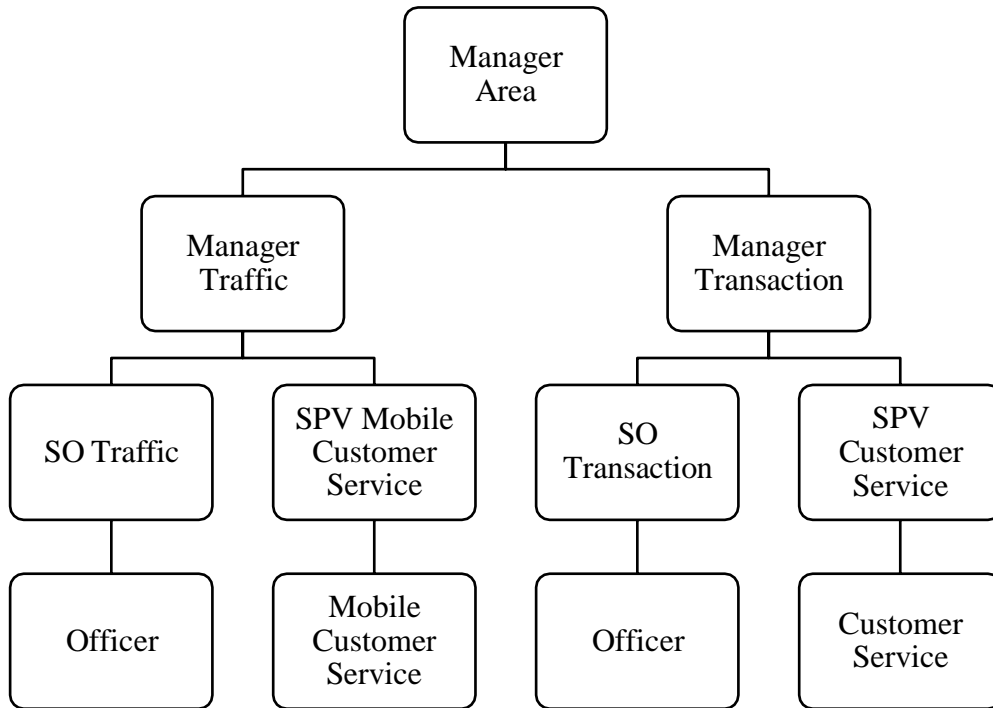 Manager
Area
Manager
Traffic
Manager
Transaction
SO Traffic
SPV Mobile
Customer
Service
SO
Transaction
SPV
Customer
Service
Officer
Mobile
Customer
Service
Officer
Customer
Service